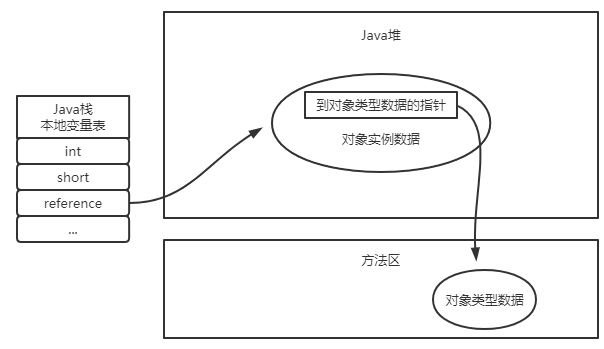 Java堆
到对象类型数据的指针
对象实例数据
Java栈
本地变量表
int
short
reference
...
方法区
对象类型数据